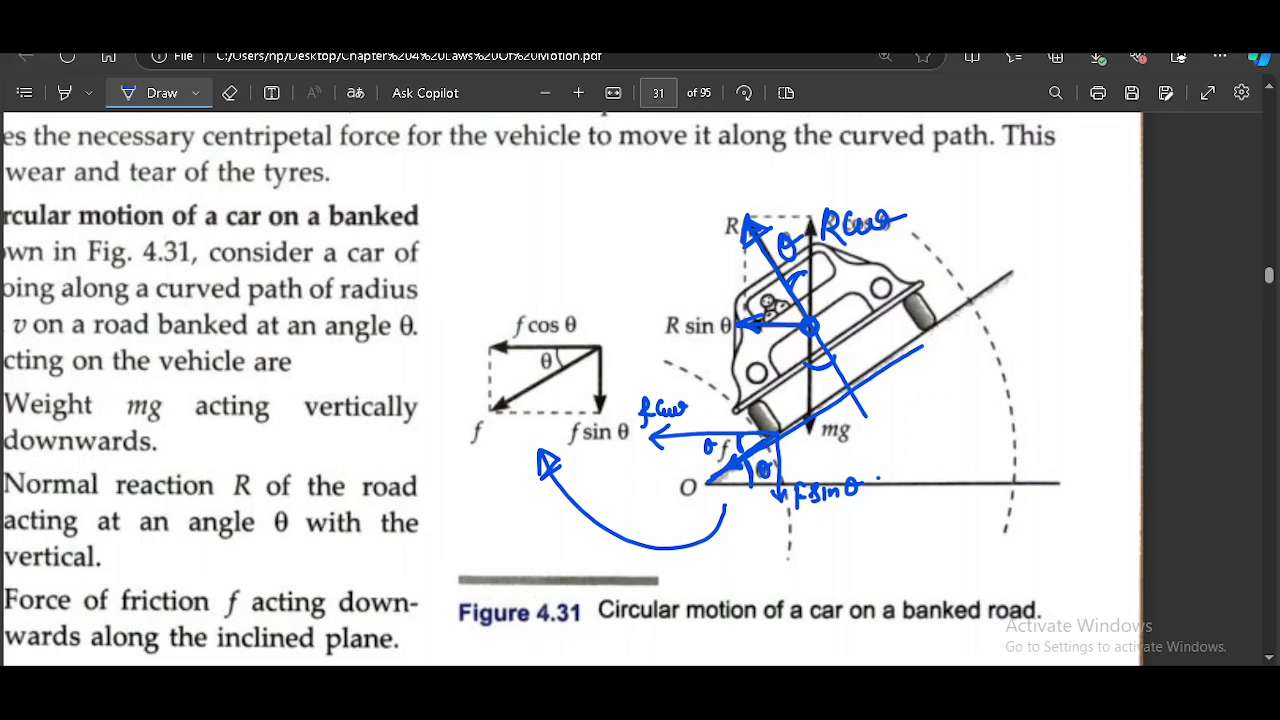 File C:/Users/np/Desktop/Chapter%204%20Laws%20Of%20Motion.pdf
Draw Ask Copilot 31 of 95
es the necessary centripetal force for the vehicle to move it along the curved path. This
wear and tear of the tyres.
rcular motion of a car on a banked
own in Fig. 4.31, consider a car of
oing along a curved path of radius
v on a road banked at an angle θ.
cting on the vehicle are
Weight mg acting vertically
downwards.
Normal reaction R of the road
acting at an angle θ with the
vertical.
Force of friction f acting down-
wards along the inclined plane.
f cos θ
θ
f
f sin θ
R
θ
R cos θ
R sin θ
f cos θ
θ
f
θ
mg
O
F sin θ
Figure 4.31 Circular motion of a car on a banked road.
Activate Windows
Go to Settings to activate Windows.